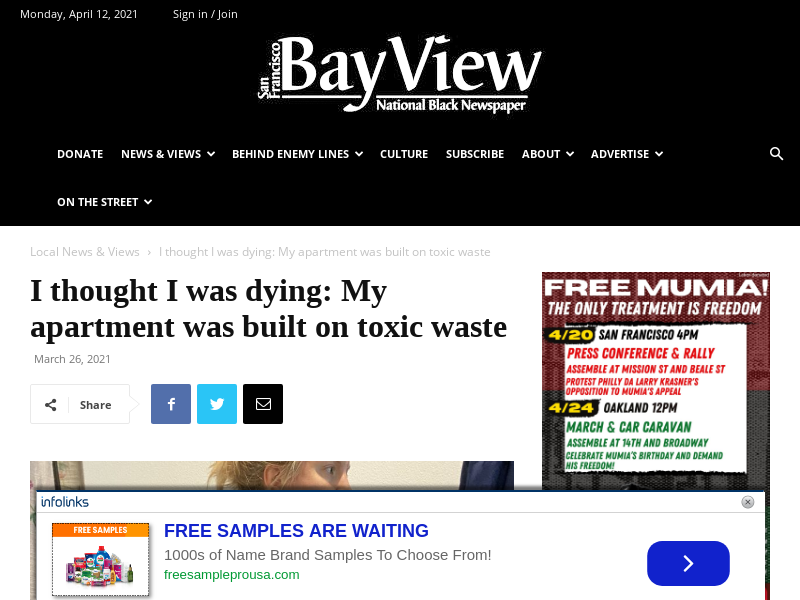 Monday, April 12, 2021
Sign in / Join
San Francisco
BayView
National Black Newspaper
DONATE
NEWS & VIEWS
BEHIND ENEMY LINES
CULTURE
SUBSCRIBE
ABOUT
ADVERTISE
ON THE STREET
Local News & Views › I thought I was dying: My apartment was built on toxic waste
I thought I was dying: My
apartment was built on toxic waste
March 26, 2021
Share
FREE MUMIA!
THE ONLY TREATMENT IS FREEDOM
4/20 SAN FRANCISCO 4PM
PRESS CONFERENCE & RALLY
ASSEMBLE AT MISSION ST AND BEALE ST
PROTEST PHILLY DA LARRY KRASNER'S
OPPOSITION TO MUMIA'S APPEAL
4/24 OAKLAND 12PM
MARCH & CAR CARAVAN
ASSEMBLE AT 14TH AND BROADWAY
CELEBRATE MUMIA'S BIRTHDAY AND DEMAND
HIS FREEDOM!
infolinks
FREE SAMPLES
FREE SAMPLES ARE WAITING
1000s of Name Brand Samples To Choose From!
freesampleprousa.com